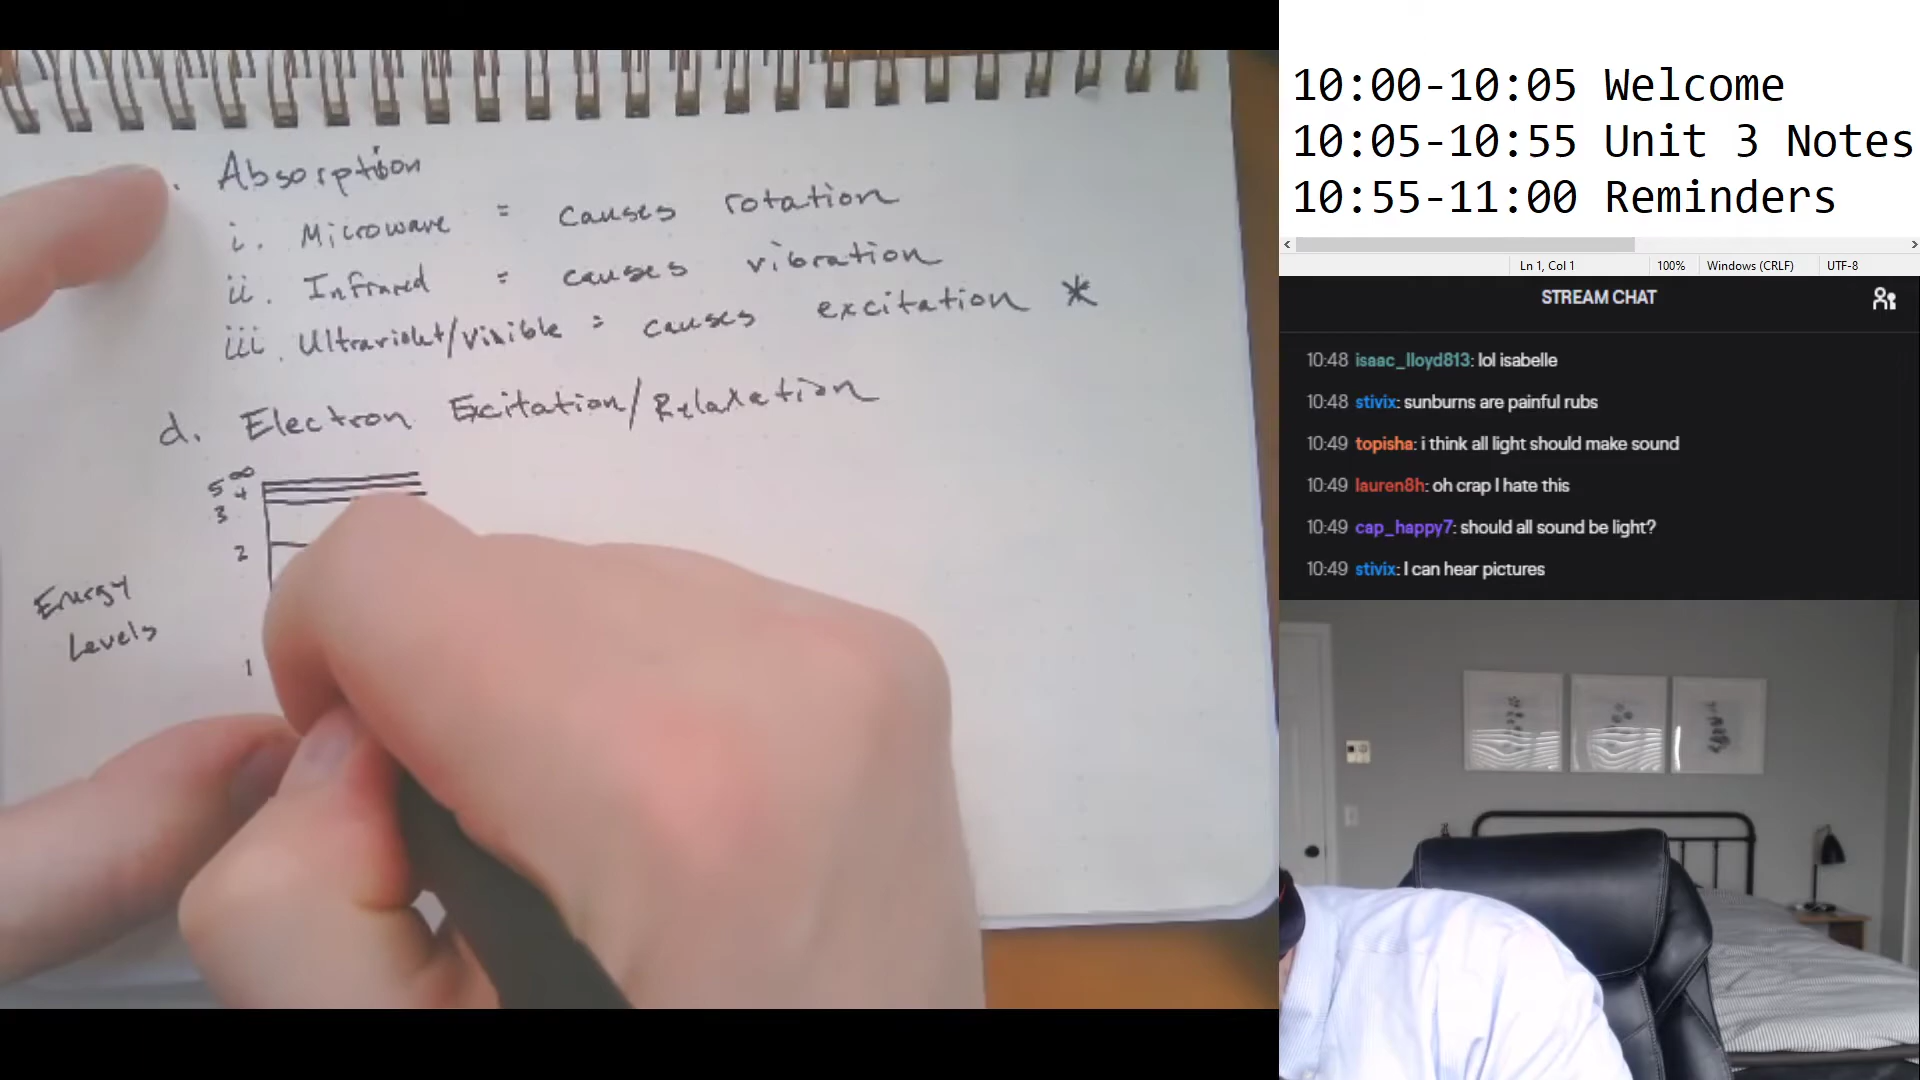 . Absorption
i. Microwave = causes rotation
ii. Infrared = causes vibration
iii. Ultraviolet/visible = causes excitation *
d. Electron Excitation/Relaxation
∞
5
4
3
2
Energy
Levels
1
10:00-10:05 Welcome
10:05-10:55 Unit 3 Notes
10:55-11:00 Reminders
Ln 1, Col 1 100% Windows (CRLF) UTF-8
STREAM CHAT
10:48 isaac_lloyd813: lol isabelle
10:48 stivix: sunburns are painful rubs
10:49 topisha: i think all light should make sound
10:49 lauren8h: oh crap I hate this
10:49 cap_happy7: should all sound be light?
10:49 stivix: I can hear pictures